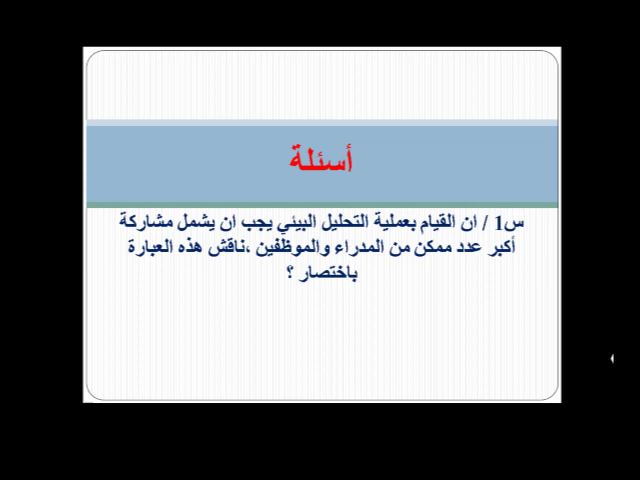 أسئلة
س1 / ان القيام بعملية التحليل البيئي يجب ان يشمل مشاركة
أكبر عدد ممكن من المدراء والموظفين ،ناقش هذه العبارة
باختصار ؟